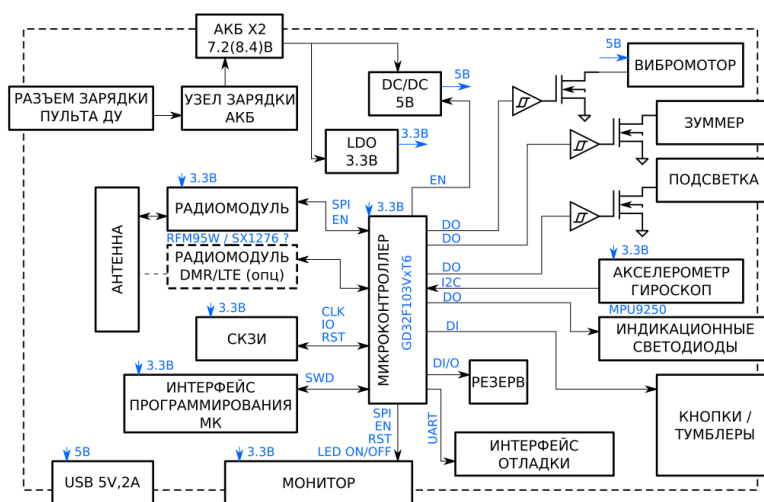 АКБ X2
7.2(8.4)В
РАЗЪЕМ ЗАРЯДКИ
ПУЛЬТА ДУ
УЗЕЛ ЗАРЯДКИ
АКБ
DC/DC
5В
5В
LDO
3.3В
3.3В
EN
5В
ВИБРОМОТОР
ЗУММЕР
ПОДСВЕТКА
3.3В
РАДИОМОДУЛЬ
SPI
EN
RFM95W / SX1276 ?
РАДИОМОДУЛЬ
DMR/LTE (опц)
АНТЕННА
3.3В
МИКРОКОНТРОЛЛЕР
GD32F103VxT6
DO
DO
DO
I2C
DO
DI
3.3В
АКСЕЛЕРОМЕТР
ГИРОСКОП
MPU9250
ИНДИКАЦИОННЫЕ
СВЕТОДИОДЫ
3.3В
СКЗИ
CLK
IO
RST
3.3В
ИНТЕРФЕЙС
ПРОГРАММИРОВАНИЯ
МК
SWD
DI/O
РЕЗЕРВ
КНОПКИ /
ТУМБЛЕРЫ
SPI
EN
RST
LED ON/OFF
UART
ИНТЕРФЕЙС
ОТЛАДКИ
5В
USB 5V,2A
3.3В
МОНИТОР